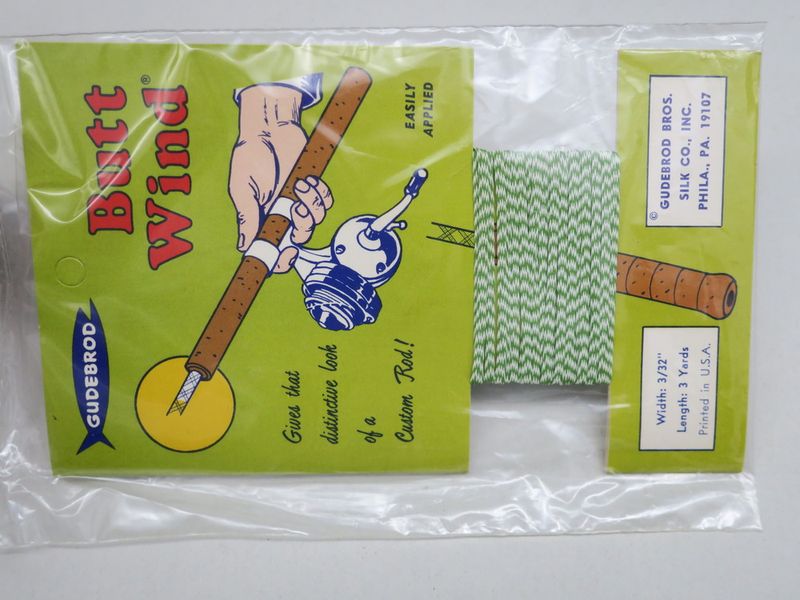 Butt
Wind®
EASILY
APPLIED
GUDEBROD
Gives that
distinctive look
of a
Custom Rod!
© GUDEBROD BROS.
SILK CO., INC.
PHILA., PA. 19107
Width: 3/32"
Length: 3 Yards
Printed in U.S.A.